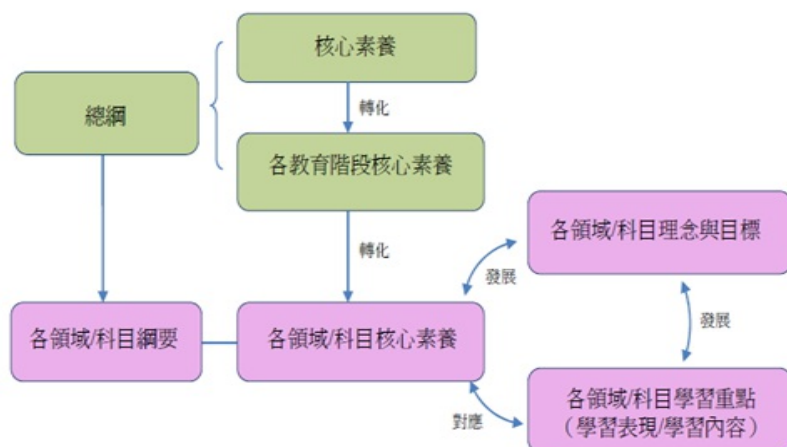 核心素養
總綱
轉化
各教育階段核心素養
轉化
各領域/科目理念與目標
發展
發展
各領域/科目綱要
各領域/科目核心素養
對應
各領域/科目學習重點
（學習表現/學習內容）